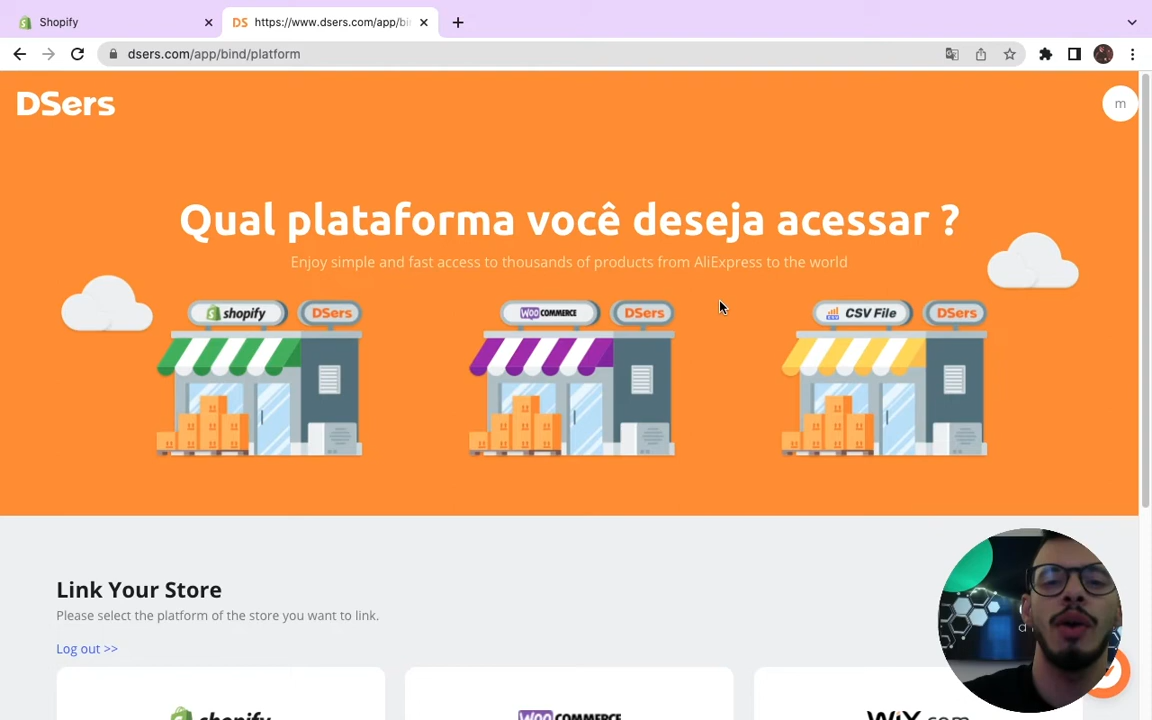 Shopify
DS https://www.dsers.com/app/bi
dsers.com/app/bind/platform
DSers
m
Qual plataforma você deseja acessar ?
Enjoy simple and fast access to thousands of products from AliExpress to the world
shopify DSers
WOO COMMERCE DSers
CSV File DSers
Link Your Store
Please select the platform of the store you want to link.
Log out >>
shopify
WOO COMMERCE
WIX.com